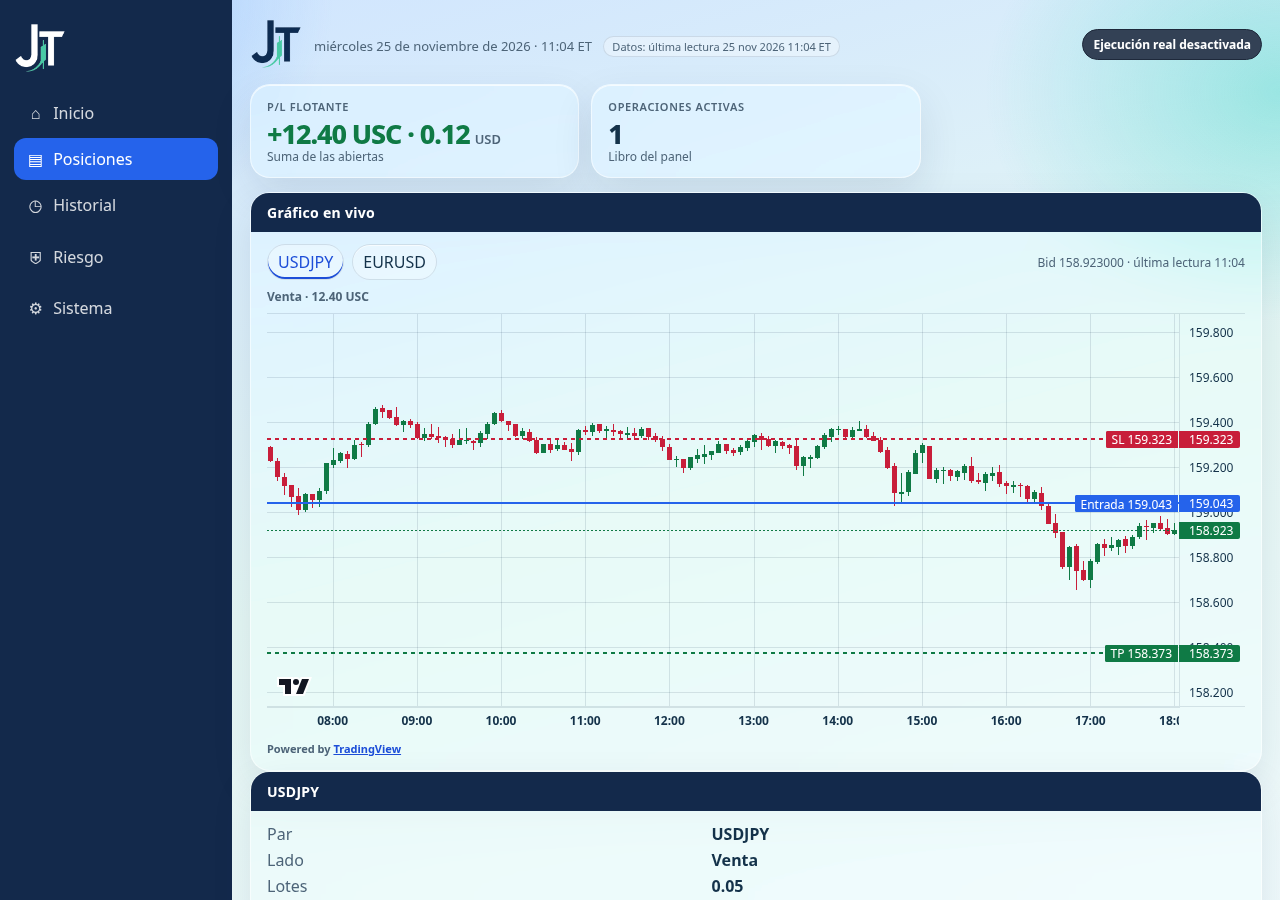 JT
Inicio
Posiciones
Historial
Riesgo
Sistema
JT
miércoles 25 de noviembre de 2026 · 11:04 ET
Datos: última lectura 25 nov 2026 11:04 ET
Ejecución real desactivada
P/L FLOTANTE
+12.40 USC · 0.12 USD
Suma de las abiertas
OPERACIONES ACTIVAS
1
Libro del panel
Gráfico en vivo
USDJPY
EURUSD
Bid 158.923000 · última lectura 11:04
Venta · 12.40 USC
159.800
159.600
159.400
SL 159.323 159.323
159.200
Entrada 159.043 159.043
159.000
158.923
158.800
158.600
TP 158.373 158.373
158.200
08:00 09:00 10:00 11:00 12:00 13:00 14:00 15:00 16:00 17:00
Powered by TradingView
USDJPY
Par USDJPY
Lado Venta
Lotes 0.05